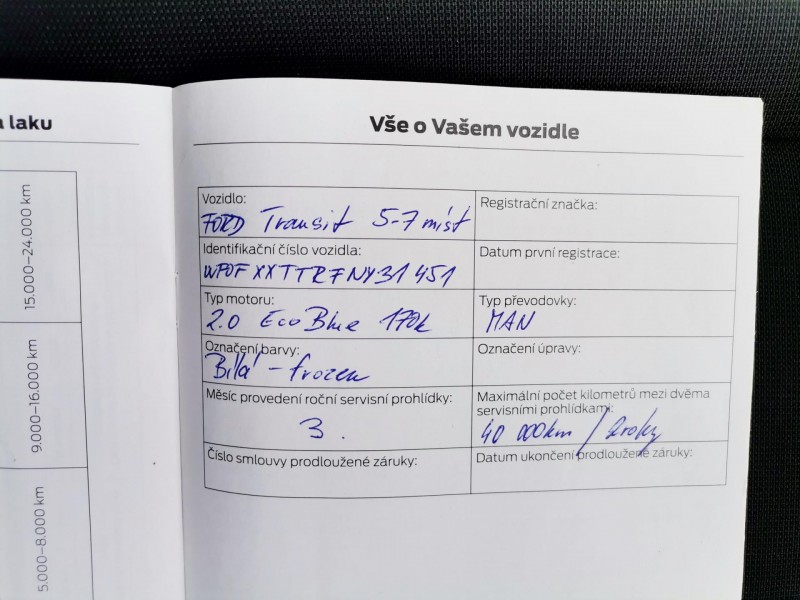 laku
Vše o Vašem vozidle
15.000–24.000 km
9.000–16.000 km
5.000–8.000 km
Vozidlo:
FORD Transit 5-7 míst
Registrační značka:
Identifikační číslo vozidla:
WF0FXXTTRFNY31451
Datum první registrace:
Typ motoru:
2.0 EcoBlue 170k
Typ převodovky:
MAN
Označení barvy:
Bílá - frozen
Označení úpravy:
Měsíc provedení roční servisní prohlídky:
3.
Maximální počet kilometrů mezi dvěma
servisními prohlídkami:
40 000km / 2roky
Číslo smlouvy prodloužené záruky:
Datum ukončení prodloužené záruky: